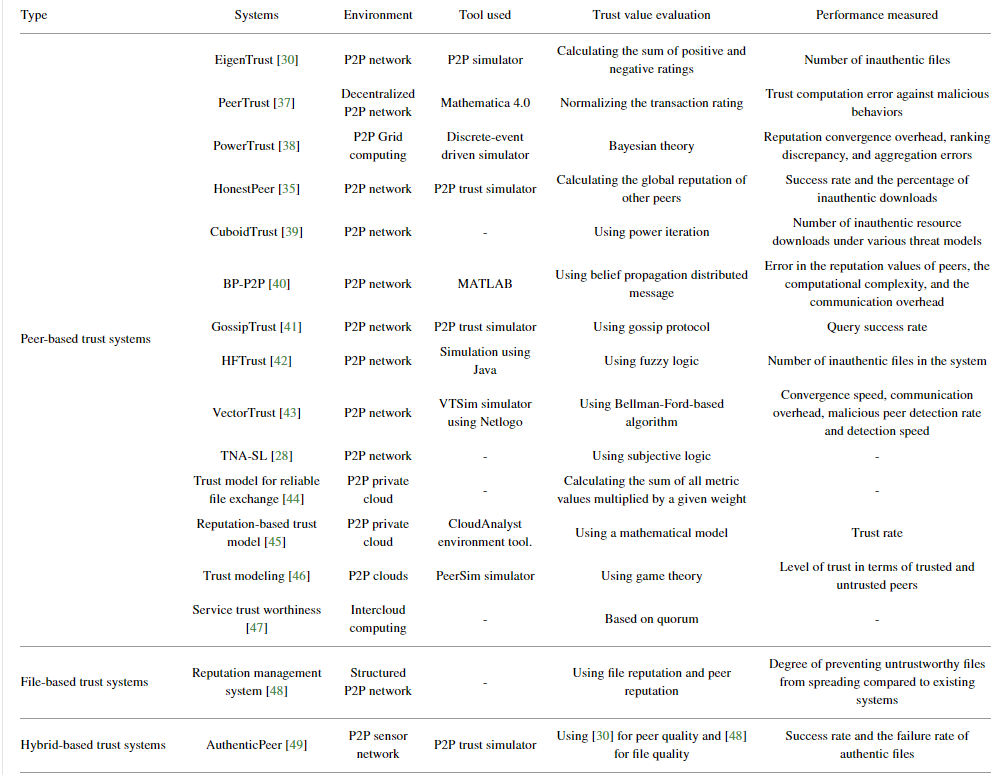 Type Systems Environment Tool used Trust value evaluation Performance measured
EigenTrust [30] P2P network P2P simulator Calculating the sum of positive and
negative ratings Number of inauthentic files
PeerTrust [37] Decentralized
P2P network Mathematica 4.0 Normalizing the transaction rating Trust computation error against malicious
behaviors
PowerTrust [38] P2P Grid
computing Discrete-event
driven simulator Bayesian theory Reputation convergence overhead, ranking
discrepancy, and aggregation errors
HonestPeer [35] P2P network P2P trust simulator Calculating the global reputation of
other peers Success rate and the percentage of
inauthentic downloads
CuboidTrust [39] P2P network - Using power iteration Number of inauthentic resource
downloads under various threat models
BP-P2P [40] P2P network MATLAB Using belief propagation distributed
message Error in the reputation values of peers, the
computational complexity, and the
communication overhead
Peer-based trust systems
GossipTrust [41] P2P network P2P trust simulator Using gossip protocol Query success rate
HFTrust [42] P2P network Simulation using
Java Using fuzzy logic Number of inauthentic files in the system
VectorTrust [43] P2P network VTSim simulator
using Netlogo Using Bellman-Ford-based
algorithm Convergence speed, communication
overhead, malicious peer detection rate
and detection speed
TNA-SL [28] P2P network - Using subjective logic -
Trust model for reliable
file exchange [44] P2P private
cloud - Calculating the sum of all metric
values multiplied by a given weight -
Reputation-based trust
model [45] P2P private
cloud CloudAnalyst
environment tool. Using a mathematical model Trust rate
Trust modeling [46] P2P clouds PeerSim simulator Using game theory Level of trust in terms of trusted and
untrusted peers
Service trust worthiness
[47] Intercloud
computing - Based on quorum -
File-based trust systems Reputation management
system [48] Structured
P2P network - Using file reputation and peer
reputation Degree of preventing untrustworthy files
from spreading compared to existing
systems
Hybrid-based trust systems AuthenticPeer [49] P2P sensor
network P2P trust simulator Using [30] for peer quality and [48]
for file quality Success rate and the failure rate of
authentic files